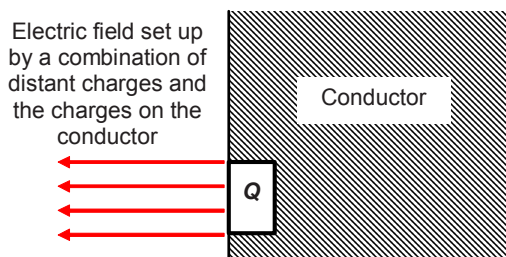 Electric field set up
by a combination of
distant charges and
the charges on the
conductor
Conductor
Q